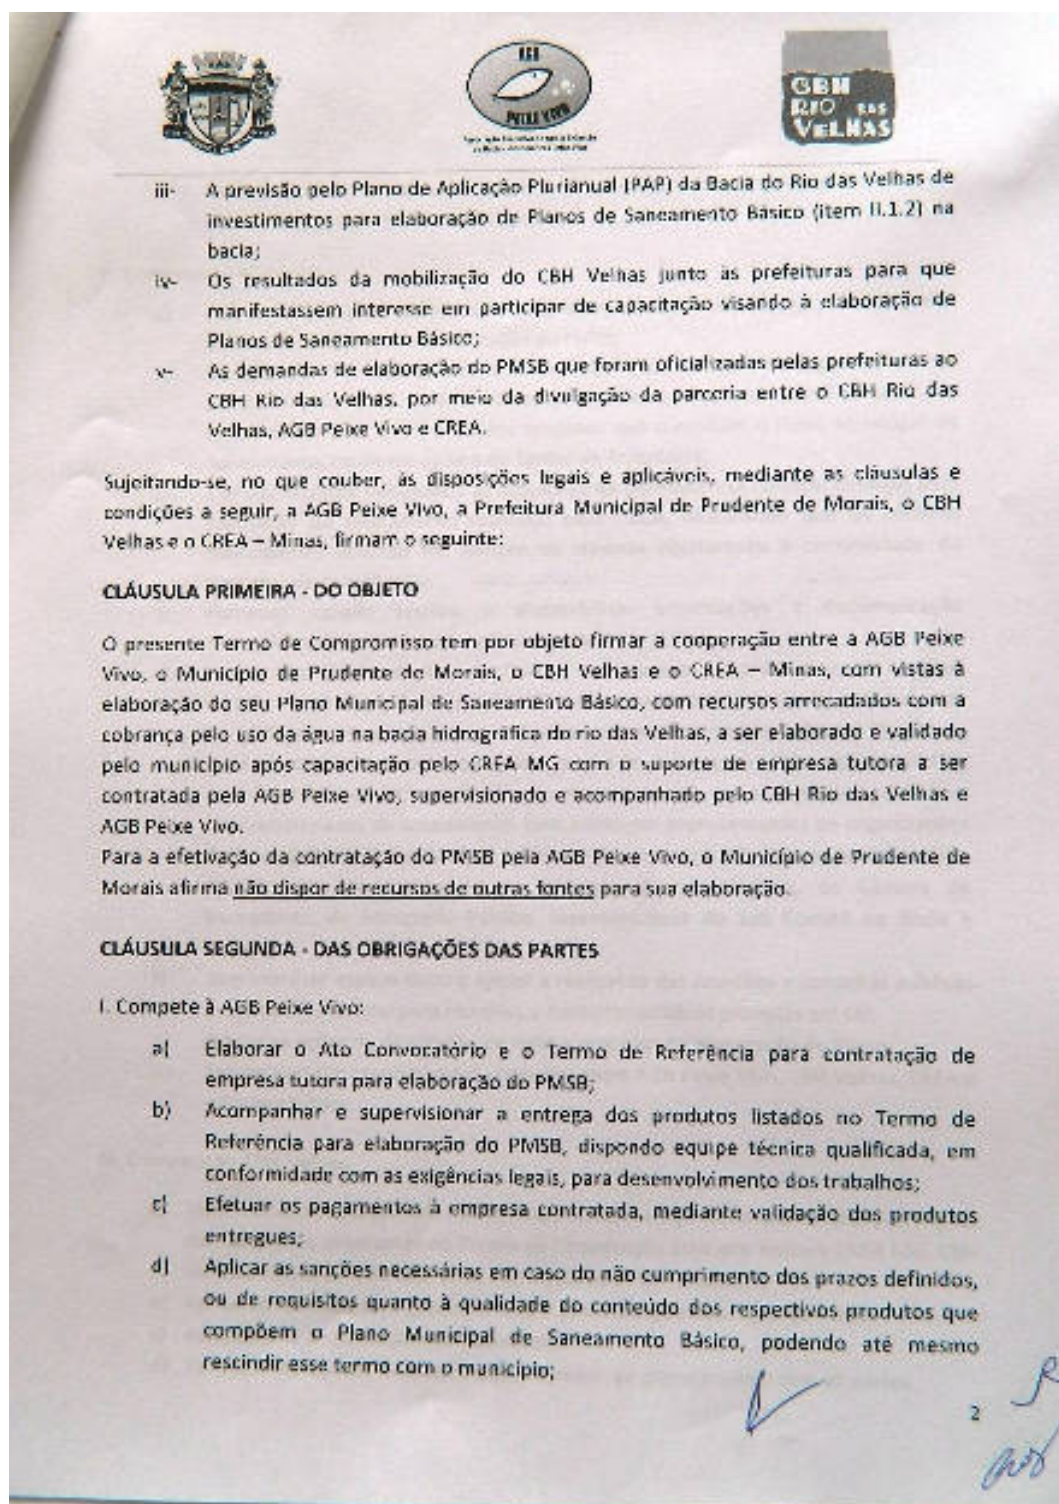 AGB
PEIXE VIVO
CBH
RIO DAS
VELHAS
iii- A previsão pelo Plano de Aplicação Plurianual (PAP) da Bacia do Rio das Velhas de
investimentos para elaboração de Planos de Saneamento Básico (item II.1.2) na
bacia;
iv- Os resultados da mobilização do CBH Velhas junto às prefeituras para que
manifestassem interesse em participar de capacitação visando à elaboração de
Planos de Saneamento Básico;
v- As demandas de elaboração do PMSB que foram oficializadas pelas prefeituras ao
CBH Rio das Velhas, por meio da divulgação da parceria entre o CBH Rio das
Velhas, AGB Peixe Vivo e CREA.
Sujeitando-se, no que couber, às disposições legais e aplicáveis, mediante as cláusulas e
condições a seguir, a AGB Peixe Vivo, a Prefeitura Municipal de Prudente de Morais, o CBH
Velhas e o CREA – Minas, firmam o seguinte:
CLÁUSULA PRIMEIRA - DO OBJETO
O presente Termo de Compromisso tem por objeto firmar a cooperação entre a AGB Peixe
Vivo, o Município de Prudente de Morais, o CBH Velhas e o CREA – Minas, com vistas à
elaboração do seu Plano Municipal de Saneamento Básico, com recursos arrecadados com a
cobrança pelo uso da água na bacia hidrográfica do rio das Velhas, a ser elaborado e validado
pelo município após capacitação pelo CREA MG com o suporte de empresa tutora a ser
contratada pela AGB Peixe Vivo, supervisionado e acompanhado pelo CBH Rio das Velhas e
AGB Peixe Vivo.
Para a efetivação da contratação do PMSB pela AGB Peixe Vivo, o Município de Prudente de
Morais afirma não dispor de recursos de outras fontes para sua elaboração.
CLÁUSULA SEGUNDA - DAS OBRIGAÇÕES DAS PARTES
I. Compete à AGB Peixe Vivo:
a) Elaborar o Ato Convocatório e o Termo de Referência para contratação de
empresa tutora para elaboração do PMSB;
b) Acompanhar e supervisionar a entrega dos produtos listados no Termo de
Referência para elaboração do PMSB, dispondo equipe técnica qualificada, em
conformidade com as exigências legais, para desenvolvimento dos trabalhos;
c) Efetuar os pagamentos à empresa contratada, mediante validação dos produtos
entregues;
d) Aplicar as sanções necessárias em caso do não cumprimento dos prazos definidos,
ou de requisitos quanto à qualidade do conteúdo dos respectivos produtos que
compõem o Plano Municipal de Saneamento Básico, podendo até mesmo
rescindir esse termo com o município;
2